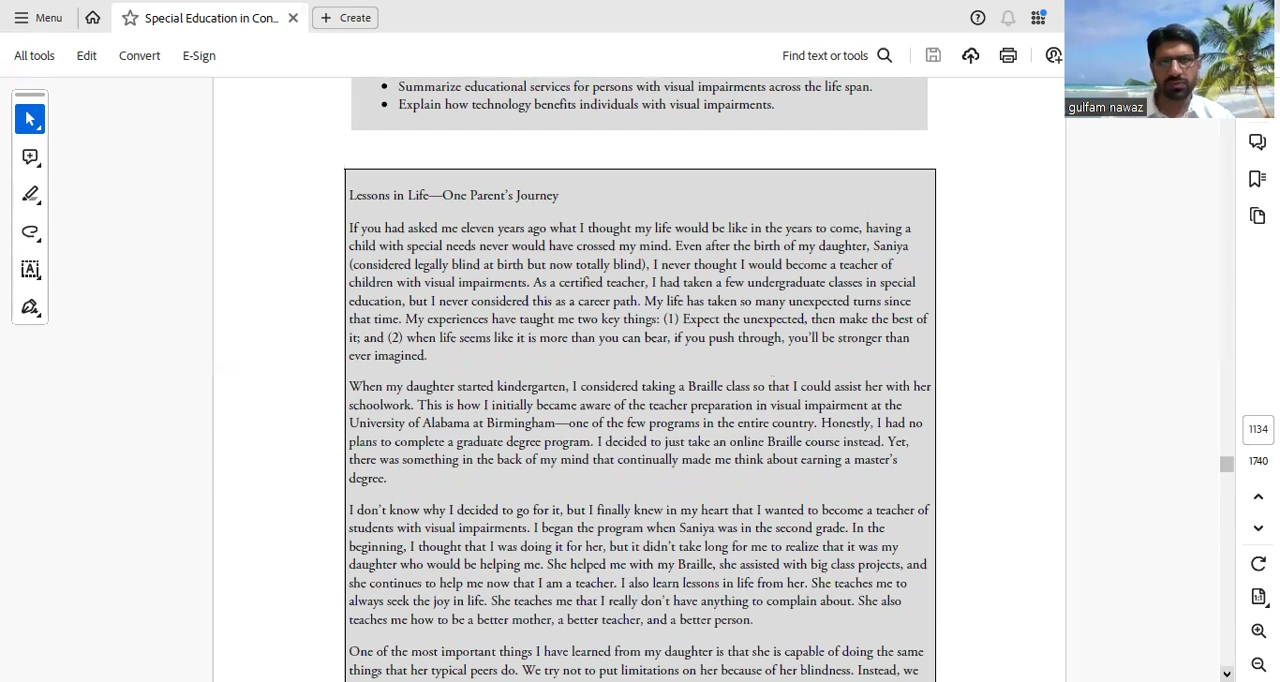 Menu
Special Education in Con...
Create
All tools
Edit
Convert
E-Sign
Find text or tools
gulfam nawaz
• Summarize educational services for persons with visual impairments across the life span.
• Explain how technology benefits individuals with visual impairments.
Lessons in Life—One Parent's Journey
If you had asked me eleven years ago what I thought my life would be like in the years to come, having a
child with special needs never would have crossed my mind. Even after the birth of my daughter, Saniya
(considered legally blind at birth but now totally blind), I never thought I would become a teacher of
children with visual impairments. As a certified teacher, I had taken a few undergraduate classes in special
education, but I never considered this as a career path. My life has taken so many unexpected turns since
that time. My experiences have taught me two key things: (1) Expect the unexpected, then make the best of
it; and (2) when life seems like it is more than you can bear, if you push through, you'll be stronger than
ever imagined.
When my daughter started kindergarten, I considered taking a Braille class so that I could assist her with her
schoolwork. This is how I initially became aware of the teacher preparation in visual impairment at the
University of Alabama at Birmingham—one of the few programs in the entire country. Honestly, I had no
plans to complete a graduate degree program. I decided to just take an online Braille course instead. Yet,
there was something in the back of my mind that continually made me think about earning a master's
degree.
I don't know why I decided to go for it, but I finally knew in my heart that I wanted to become a teacher of
students with visual impairments. I began the program when Saniya was in the second grade. In the
beginning, I thought that I was doing it for her, but it didn't take long for me to realize that it was my
daughter who would be helping me. She helped me with my Braille, she assisted with big class projects, and
she continues to help me now that I am a teacher. I also learn lessons in life from her. She teaches me to
always seek the joy in life. She teaches me that I really don't have anything to complain about. She also
teaches me how to be a better mother, a better teacher, and a better person.
One of the most important things I have learned from my daughter is that she is capable of doing the same
things that her typical peers do. We try not to put limitations on her because of her blindness. Instead, we
1134
1740
1:1